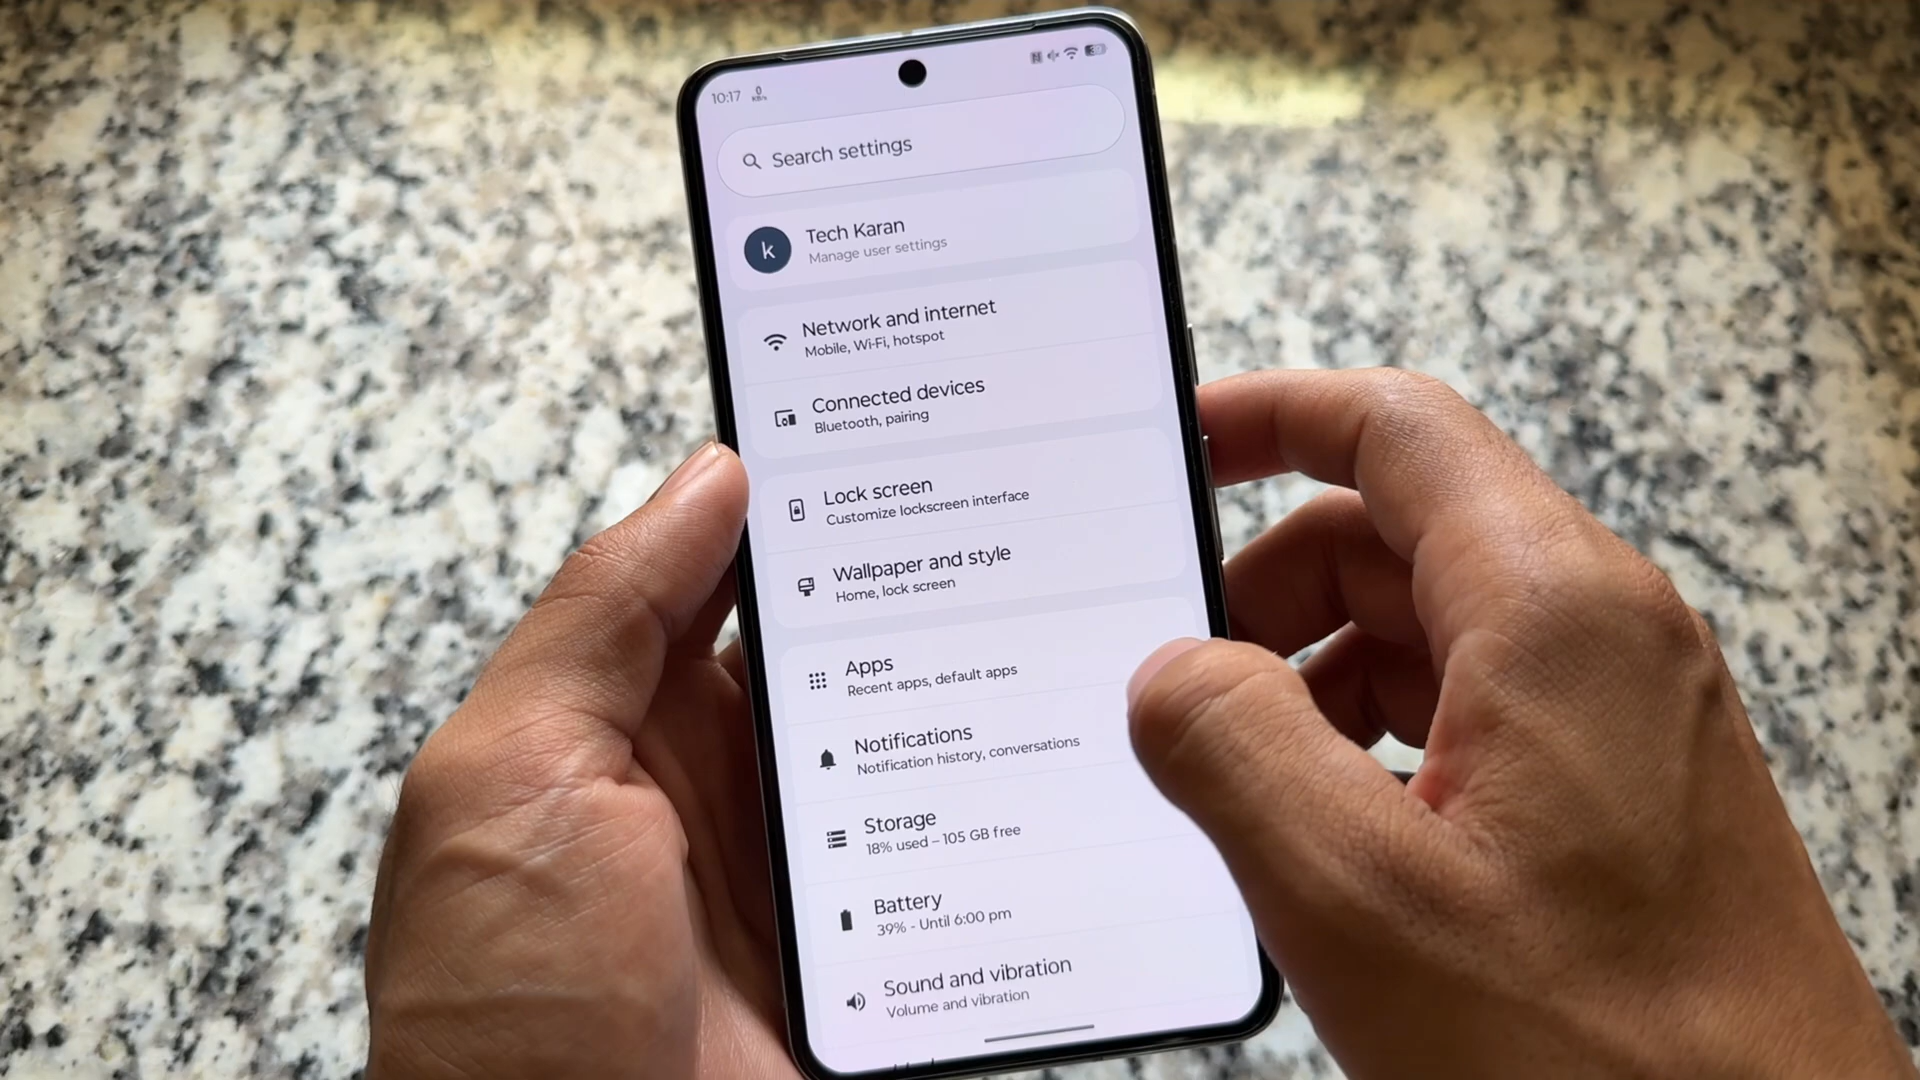 10:17 0 KB/s
Search settings
k
Tech Karan
Manage user settings
Network and internet
Mobile, Wi-Fi, hotspot
Connected devices
Bluetooth, pairing
Lock screen
Customize lockscreen interface
Wallpaper and style
Home, lock screen
Apps
Recent apps, default apps
Notifications
Notification history, conversations
Storage
18% used – 105 GB free
Battery
39% - Until 6:00 pm
Sound and vibration
Volume and vibration